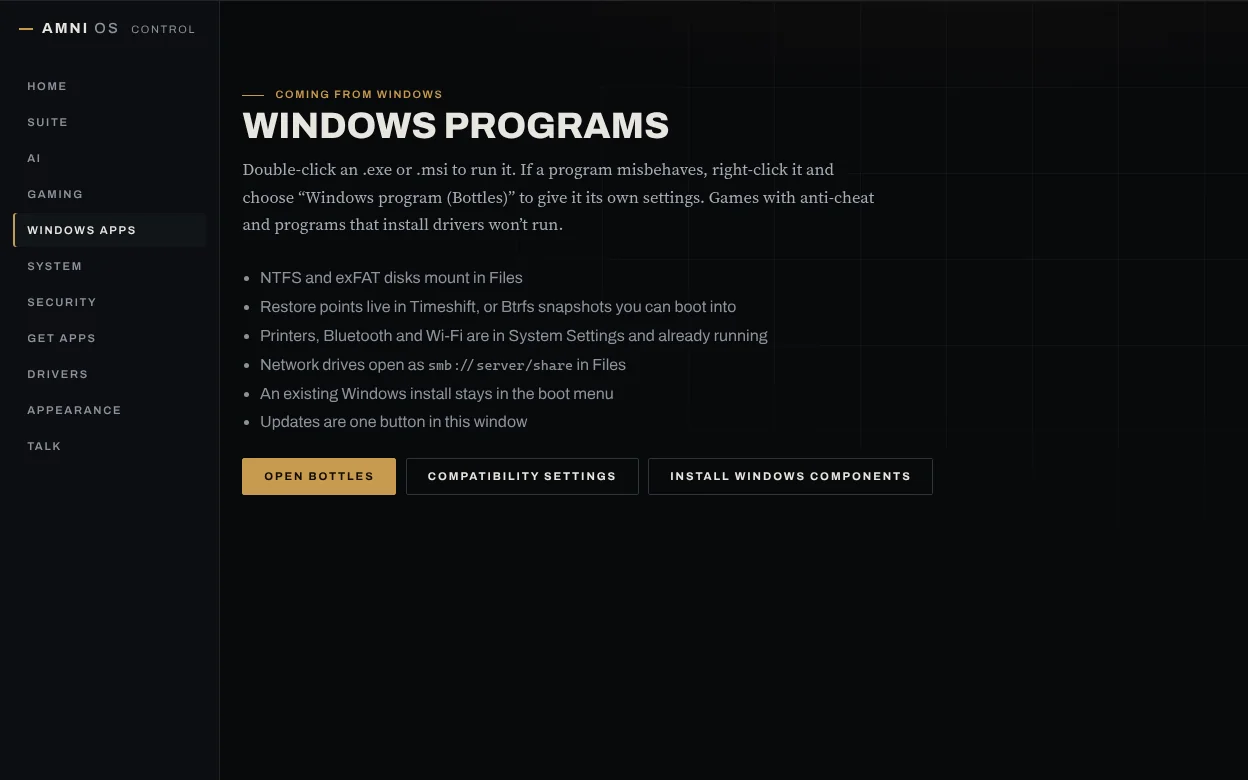 — AMNI OS CONTROL
HOME
SUITE
AI
GAMING
WINDOWS APPS
SYSTEM
SECURITY
GET APPS
DRIVERS
APPEARANCE
TALK
COMING FROM WINDOWS
WINDOWS PROGRAMS
Double-click an .exe or .msi to run it. If a program misbehaves, right-click it and
choose “Windows program (Bottles)” to give it its own settings. Games with anti-cheat
and programs that install drivers won’t run.
• NTFS and exFAT disks mount in Files
• Restore points live in Timeshift, or Btrfs snapshots you can boot into
• Printers, Bluetooth and Wi-Fi are in System Settings and already running
• Network drives open as smb://server/share in Files
• An existing Windows install stays in the boot menu
• Updates are one button in this window
OPEN BOTTLES COMPATIBILITY SETTINGS INSTALL WINDOWS COMPONENTS